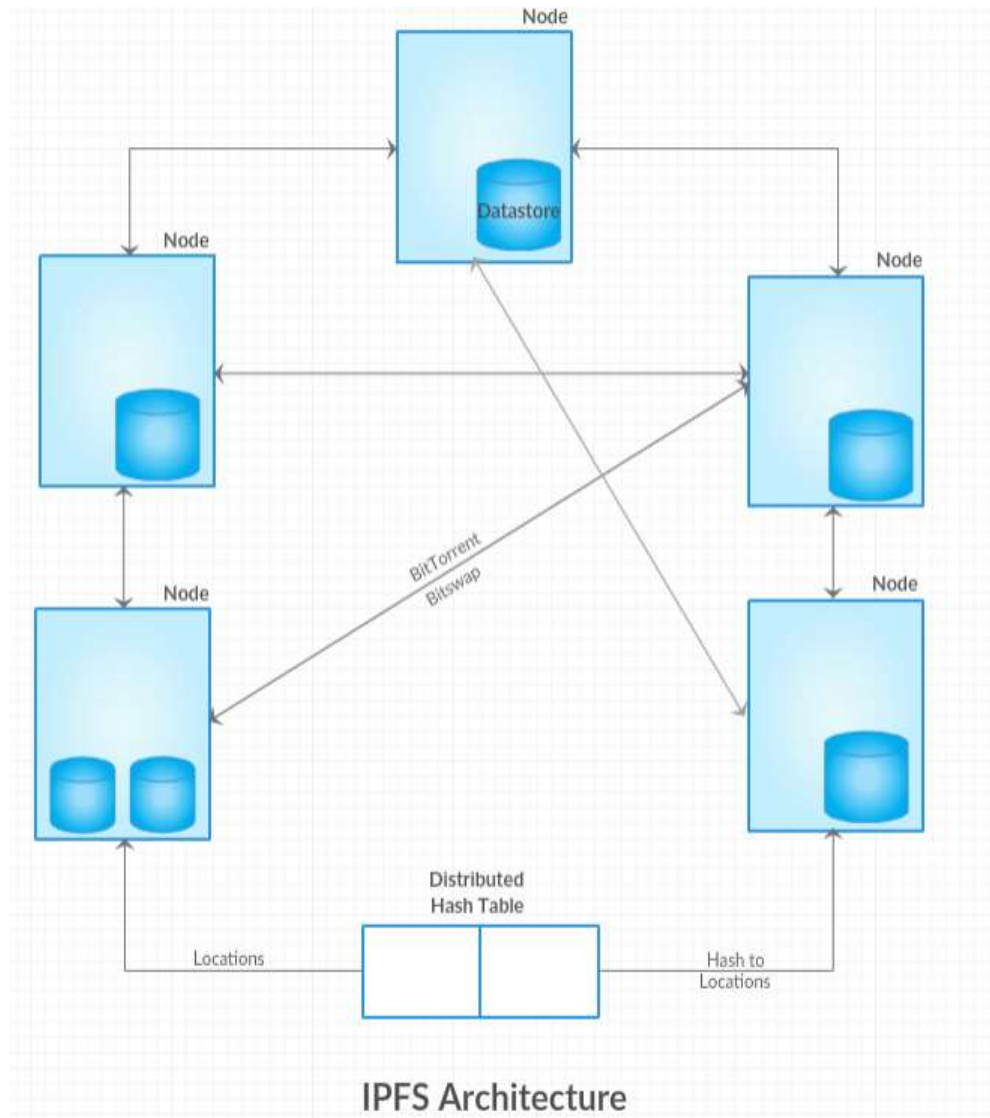 Node
Datastore
Node
Node
BitTorrent
Bitswap
Node
Node
Distributed
Hash Table
Locations
Hash to
Locations
IPFS Architecture